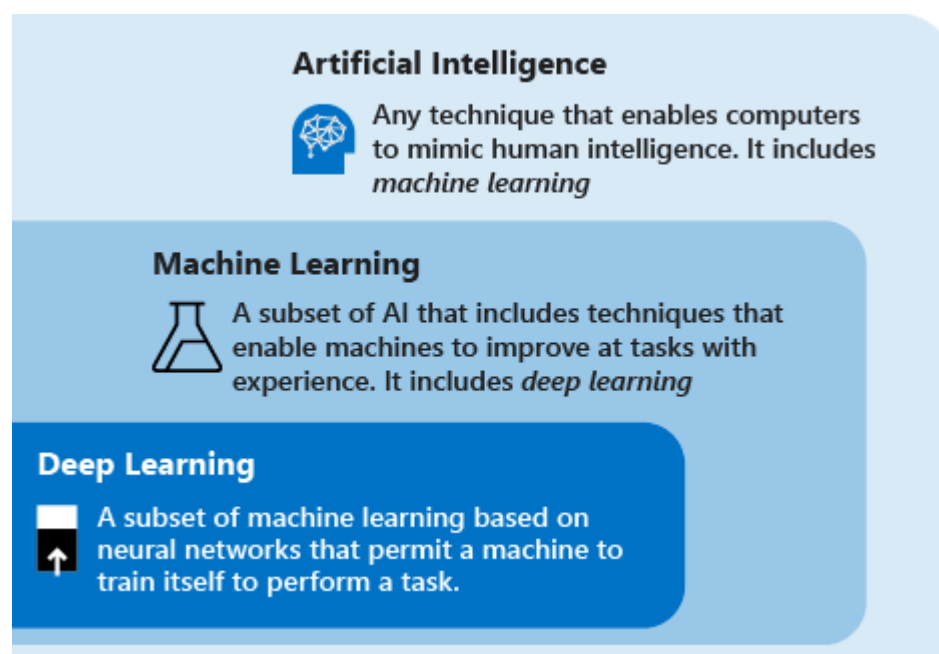 Artificial Intelligence
Any technique that enables computers
to mimic human intelligence. It includes
machine learning
Machine Learning
A subset of AI that includes techniques that
enable machines to improve at tasks with
experience. It includes deep learning
Deep Learning
A subset of machine learning based on
neural networks that permit a machine to
train itself to perform a task.